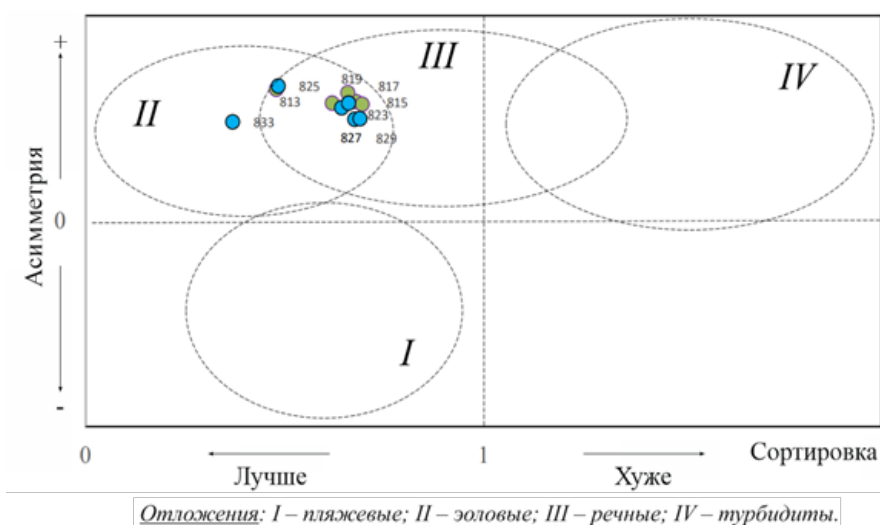 +
III
IV
819
825
817
813
815
II
823
833
827
829
0
Асимметрия
I
-
0
1
Сортировка
Лучше
Хуже
Отложения: I – пляжевые; II – эоловые; III – речные; IV – турбидиты.